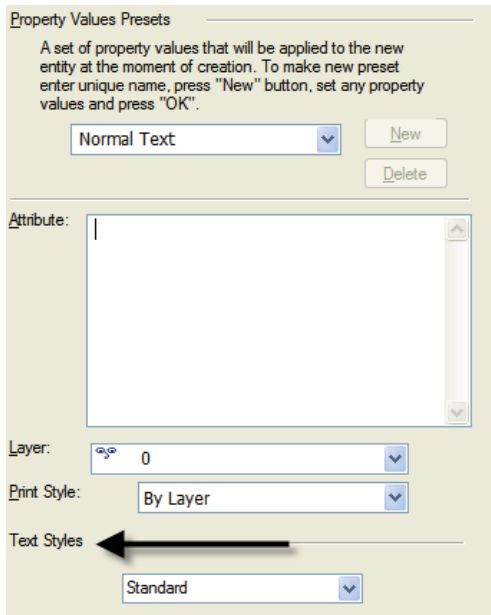 Property Values Presets
A set of property values that will be applied to the new
entity at the moment of creation. To make new preset
enter unique name, press "New" button, set any property
values and press "OK".
Normal Text
New
Delete
Attribute:
Layer:
0
Print Style:
By Layer
Text Styles
Standard